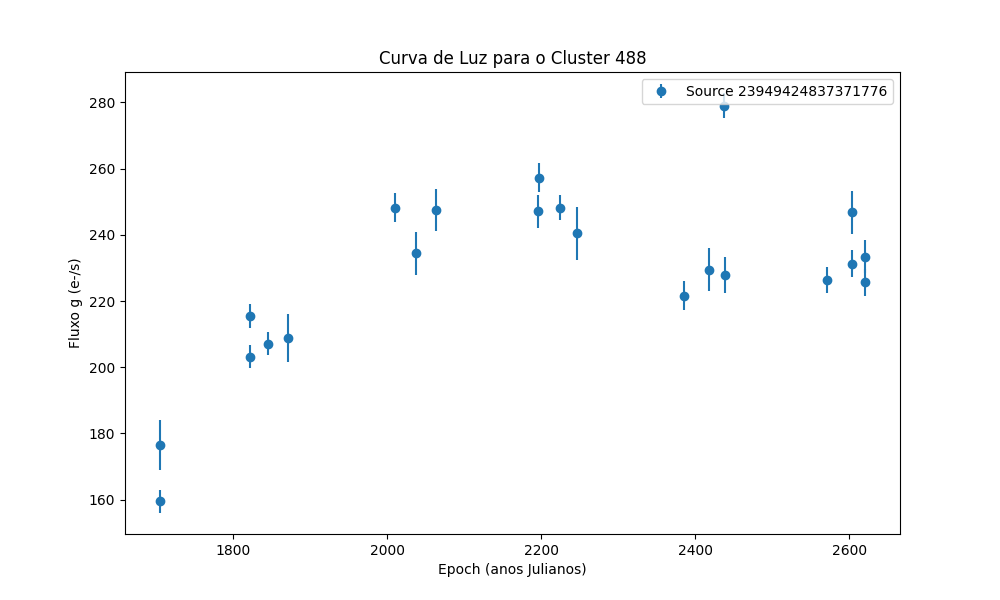 Curva de Luz para o Cluster 488
Source 23949424837371776
Fluxo g (e-/s)
280
260
240
220
200
180
160
1800 2000 2200 2400 2600
Epoch (anos Julianos)